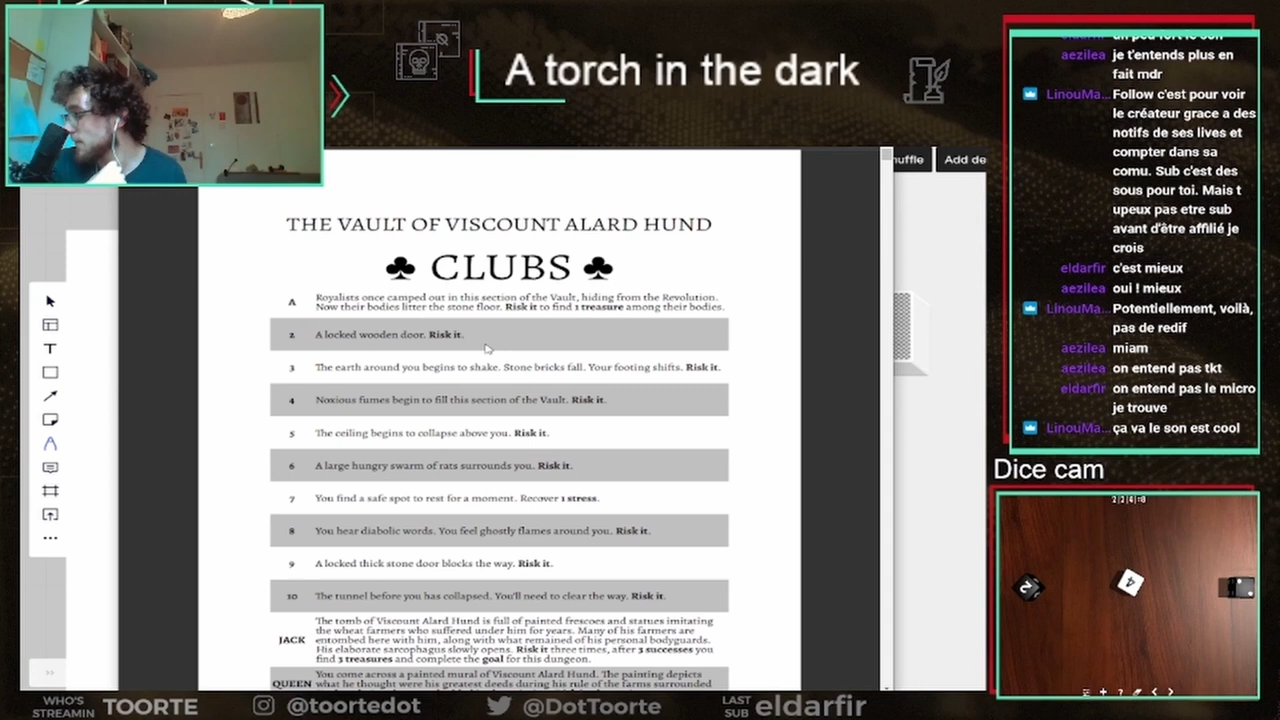 A torch in the dark
uffle
Add de
THE VAULT OF VISCOUNT ALARD HUND
♣ CLUBS ♣
A Royalists once camped out in this section of the Vault, hiding from the Revolution.
Now their bodies litter the stone floor. Risk it to find 1 treasure among their bodies.
2 A locked wooden door. Risk it.
3 The earth around you begins to shake. Stone bricks fall. Your footing shifts. Risk it.
4 Noxious fumes begin to fill this section of the Vault. Risk it.
5 The ceiling begins to collapse above you. Risk it.
6 A large hungry swarm of rats surrounds you. Risk it.
7 You find a safe spot to rest for a moment. Recover 1 stress.
8 You hear diabolic words. You feel ghostly flames around you. Risk it.
9 A locked thick stone door blocks the way. Risk it.
10 The tunnel before you has collapsed. You'll need to clear the way. Risk it.
JACK The tomb of Viscount Alard Hund is full of painted frescoes and statues imitating
the wheat farmers who suffered under him for years. Many of his farmers are
entombed here with him, along with what remained of his personal bodyguards.
His elaborate sarcophagus slowly opens. Risk it three times, after 3 successes you
find 3 treasures and complete the goal for this dungeon.
QUEEN You come across a painted mural of Viscount Alard Hund. The painting depicts
what he thought were his greatest deeds during his rule of the farms surrounded
aezilea je t'entends plus en
fait mdr
LinouMa... Follow c'est pour voir
le créateur grace a des
notifs de ses lives et
compter dans sa
comu. Sub c'est des
sous pour toi. Mais t
upeux pas etre sub
avant d'être affilié je
crois
eldarfir c'est mieux
aezilea oui ! mieux
LinouMa... Potentiellement, voilà,
pas de redif
aezilea miam
aezilea on entend pas tkt
eldarfir on entend pas le micro
je trouve
LinouMa... ça va le son est cool
Dice cam
2|2|4|=8
2
4
WHO'S
STREAMIN TOORTE
@toortedot
@DotToorte
LAST
SUB eldarfir